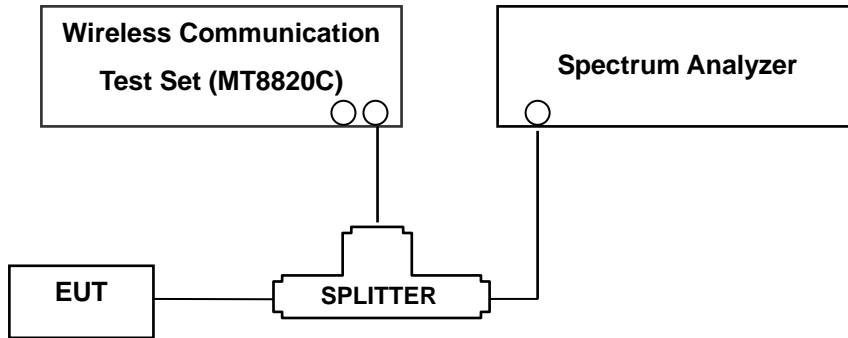 Wireless Communication
Test Set (MT8820C)
Spectrum Analyzer
EUT
SPLITTER